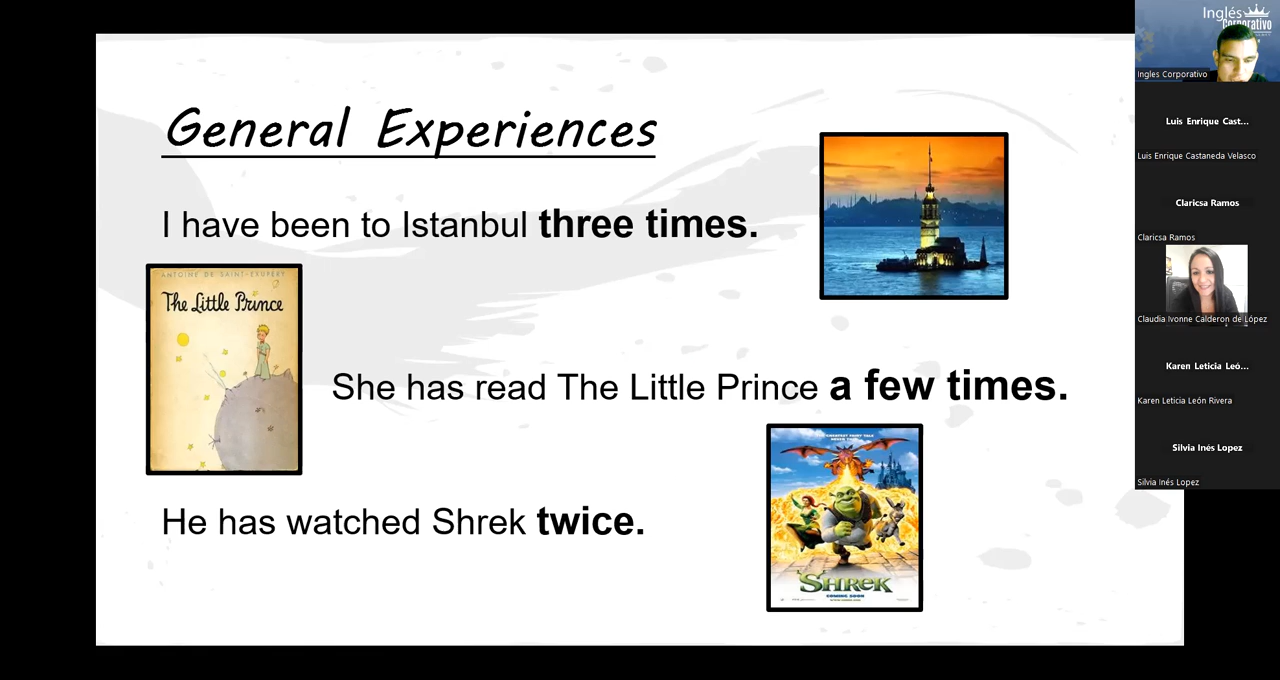 General Experiences
I have been to Istanbul three times.
ANTOINE DE SAINT-EXUPÉRY
The Little Prince
She has read The Little Prince a few times.
He has watched Shrek twice.
SHREK
COMING SOON
Inglés
Corporativo
Ingles Corporativo
Luis Enrique Cast...
Luis Enrique Castaneda Velasco
Claricsa Ramos
Claricsa Ramos
Claudia Ivonne Calderon de López
Karen Leticia Leó...
Karen Leticia León Rivera
Silvia Inés Lopez
Silvia Inés Lopez